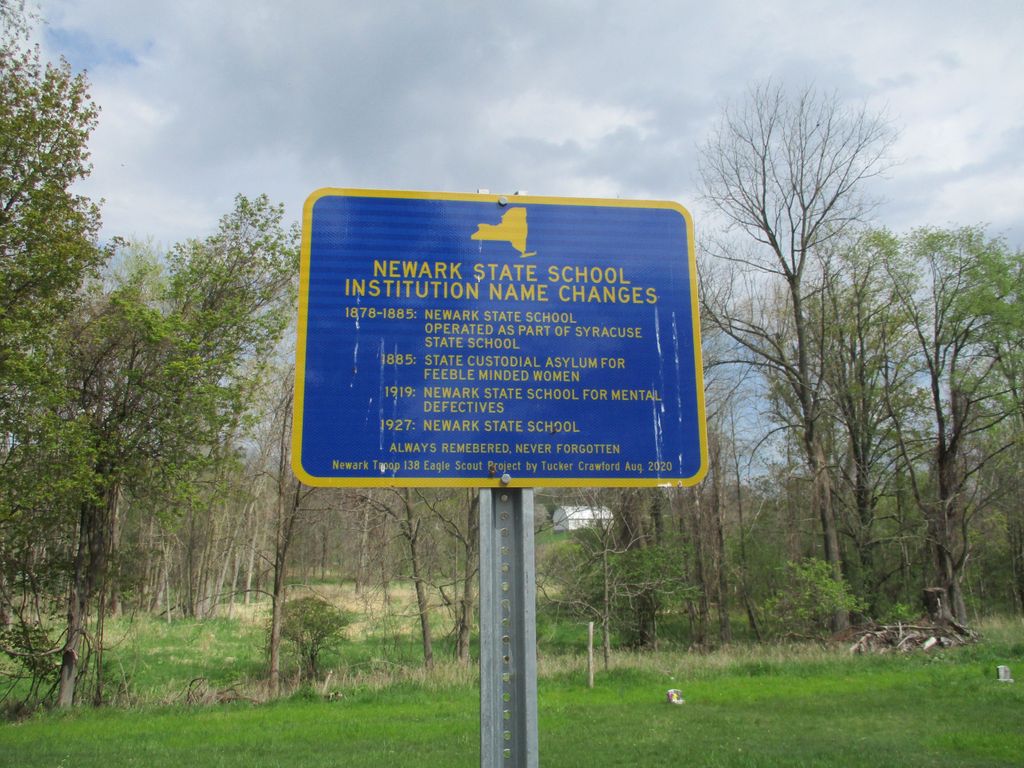 NEWARK STATE SCHOOL
INSTITUTION NAME CHANGES
1878-1885: NEWARK STATE SCHOOL
OPERATED AS PART OF SYRACUSE
STATE SCHOOL
1885: STATE CUSTODIAL ASYLUM FOR
FEEBLE MINDED WOMEN
1919: NEWARK STATE SCHOOL FOR MENTAL
DEFECTIVES
1927: NEWARK STATE SCHOOL
ALWAYS REMEBERED, NEVER FORGOTTEN
Newark Troop 138 Eagle Scout Project by Tucker Crawford Aug. 2020